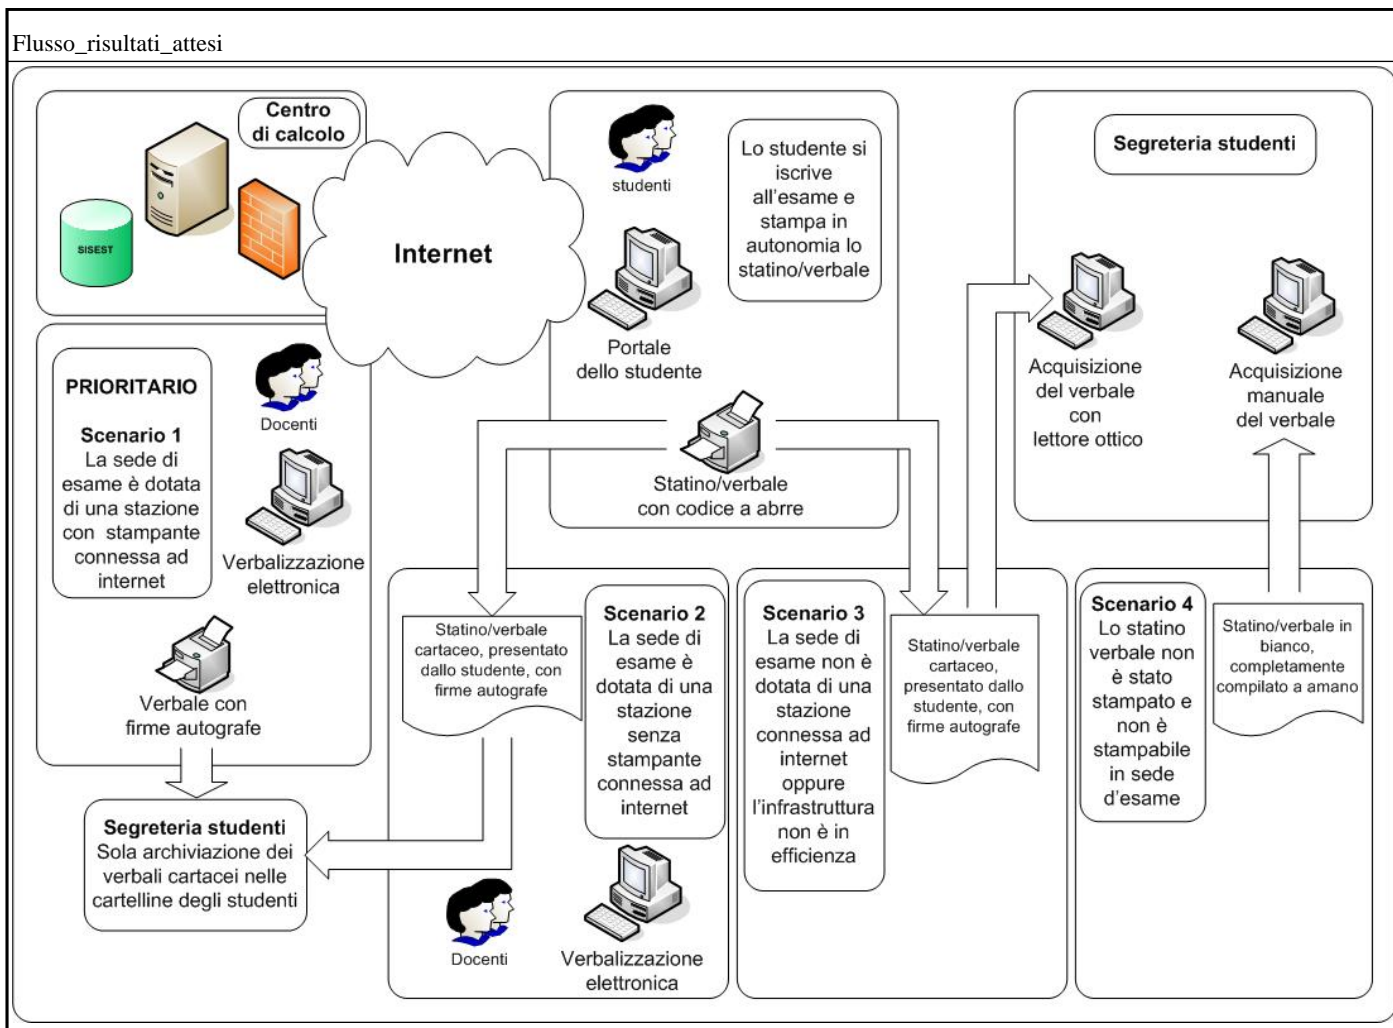 Flusso_risultati_attesi
Centro
di calcolo
SISEST
Internet
studenti
Lo studente si
iscrive
all'esame e
stampa in
autonomia lo
statino/verbale
Portale
dello studente
Statino/verbale
con codice a abrre
Segreteria studenti
Acquisizione
del verbale
con
lettore ottico
Acquisizione
manuale
del verbale
PRIORITARIO
Scenario 1
La sede di
esame è dotata
di una stazione
con stampante
connessa ad
internet
Docenti
Verbalizzazione
elettronica
Verbale con
firme autografe
Segreteria studenti
Sola archiviazione dei
verbali cartacei nelle
cartelline degli studenti
Statino/verbale
cartaceo, presentato
dallo studente, con
firme autografe
Scenario 2
La sede di
esame è
dotata di una
stazione
senza
stampante
connessa ad
internet
Docenti
Verbalizzazione
elettronica
Scenario 3
La sede di
esame non è
dotata di una
stazione
connessa ad
internet
oppure
l'infrastruttura
non è in
efficienza
Statino/verbale
cartaceo,
presentato dallo
studente, con
firme autografe
Scenario 4
Lo statino
verbale non
è stato
stampato e
non è
stampabile
in sede
d'esame
Statino/verbale in
bianco,
completamente
compilato a amano